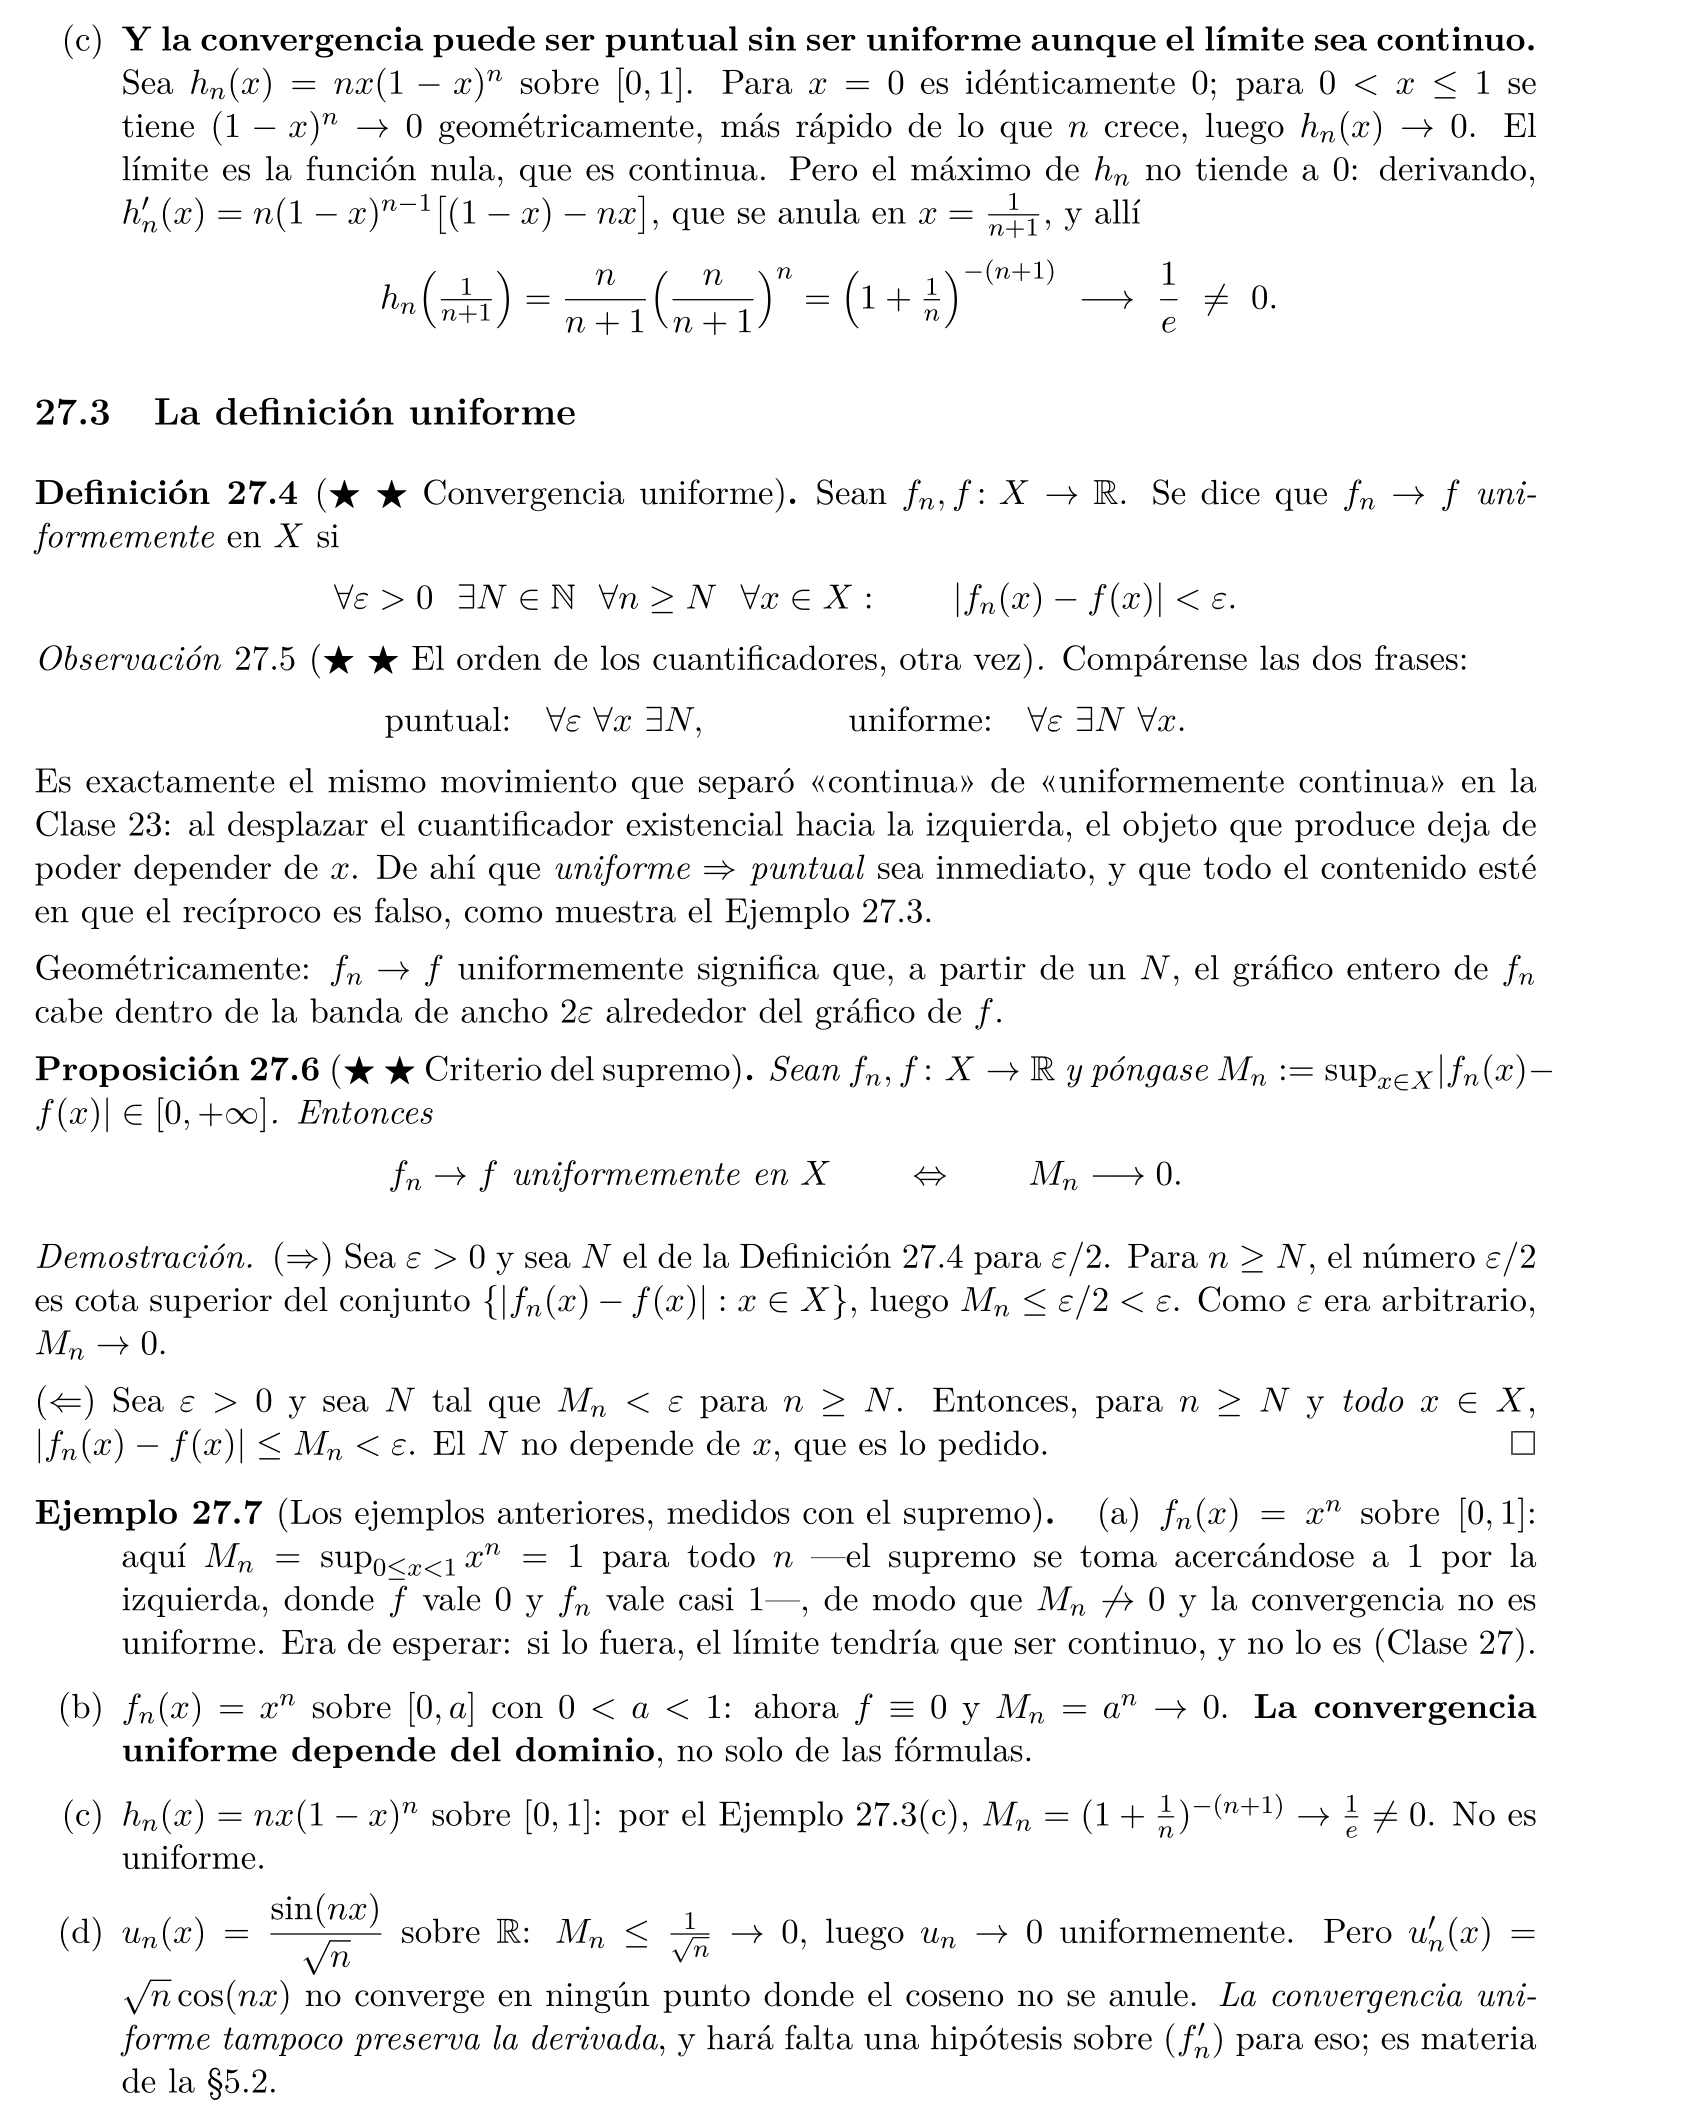 (c) Y la convergencia puede ser puntual sin ser uniforme aunque el límite sea continuo.
Sea hₙ(x) = nx(1 − x)ⁿ sobre [0, 1]. Para x = 0 es idénticamente 0; para 0 < x ≤ 1 se
tiene (1 − x)ⁿ → 0 geométricamente, más rápido de lo que n crece, luego hₙ(x) → 0. El
límite es la función nula, que es continua. Pero el máximo de hₙ no tiende a 0: derivando,
h′ₙ(x) = n(1 − x)ⁿ⁻¹[(1 − x) − nx], que se anula en x = 1/(n+1), y allí
hₙ(1/(n+1)) = n/(n + 1) (n/(n + 1))ⁿ = (1 + 1/n)^−(n+1) ⟶ 1/e ≠ 0.
27.3 La definición uniforme
Definición 27.4 (★ ★ Convergencia uniforme). Sean fₙ, f : X → ℝ. Se dice que fₙ → f uni-
formemente en X si
∀ε > 0 ∃N ∈ ℕ ∀n ≥ N ∀x ∈ X : |fₙ(x) − f(x)| < ε.
Observación 27.5 (★ ★ El orden de los cuantificadores, otra vez). Compárense las dos frases:
puntual: ∀ε ∀x ∃N, uniforme: ∀ε ∃N ∀x.
Es exactamente el mismo movimiento que separó «continua» de «uniformemente continua» en la
Clase 23: al desplazar el cuantificador existencial hacia la izquierda, el objeto que produce deja de
poder depender de x. De ahí que uniforme ⇒ puntual sea inmediato, y que todo el contenido esté
en que el recíproco es falso, como muestra el Ejemplo 27.3.
Geométricamente: fₙ → f uniformemente significa que, a partir de un N, el gráfico entero de fₙ
cabe dentro de la banda de ancho 2ε alrededor del gráfico de f.
Proposición 27.6 (★ ★ Criterio del supremo). Sean fₙ, f : X → ℝ y póngase Mₙ := sup_{x∈X}|fₙ(x)−
f(x)| ∈ [0, +∞]. Entonces
fₙ → f uniformemente en X ⇔ Mₙ ⟶ 0.
Demostración. (⇒) Sea ε > 0 y sea N el de la Definición 27.4 para ε/2. Para n ≥ N, el número ε/2
es cota superior del conjunto {|fₙ(x) − f(x)| : x ∈ X}, luego Mₙ ≤ ε/2 < ε. Como ε era arbitrario,
Mₙ → 0.
(⇐) Sea ε > 0 y sea N tal que Mₙ < ε para n ≥ N. Entonces, para n ≥ N y todo x ∈ X,
|fₙ(x) − f(x)| ≤ Mₙ < ε. El N no depende de x, que es lo pedido. □
Ejemplo 27.7 (Los ejemplos anteriores, medidos con el supremo). (a) fₙ(x) = xⁿ sobre [0, 1]:
aquí Mₙ = sup_{0≤x<1} xⁿ = 1 para todo n —el supremo se toma acercándose a 1 por la
izquierda, donde f vale 0 y fₙ vale casi 1—, de modo que Mₙ ↛ 0 y la convergencia no es
uniforme. Era de esperar: si lo fuera, el límite tendría que ser continuo, y no lo es (Clase 27).
(b) fₙ(x) = xⁿ sobre [0, a] con 0 < a < 1: ahora f ≡ 0 y Mₙ = aⁿ → 0. La convergencia
uniforme depende del dominio, no solo de las fórmulas.
(c) hₙ(x) = nx(1 − x)ⁿ sobre [0, 1]: por el Ejemplo 27.3(c), Mₙ = (1 + 1/n)^−(n+1) → 1/e ≠ 0. No es
uniforme.
(d) uₙ(x) = sin(nx)/√n sobre ℝ: Mₙ ≤ 1/√n → 0, luego uₙ → 0 uniformemente. Pero u′ₙ(x) =
√n cos(nx) no converge en ningún punto donde el coseno no se anule. La convergencia uni-
forme tampoco preserva la derivada, y hará falta una hipótesis sobre (f′ₙ) para eso; es materia
de la §5.2.